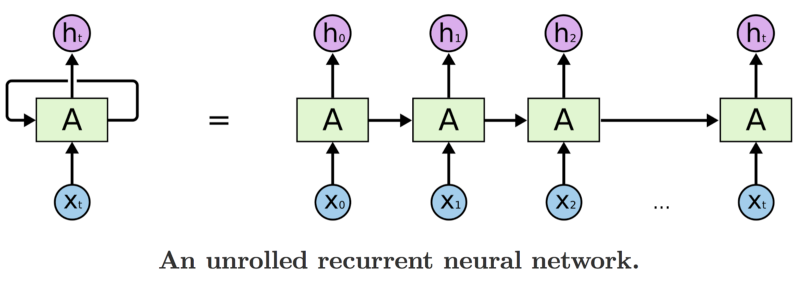 hₜ h₀ h₁ h₂ hₜ
A = A A A A
xₜ x₀ x₁ x₂ ... xₜ
An unrolled recurrent neural network.